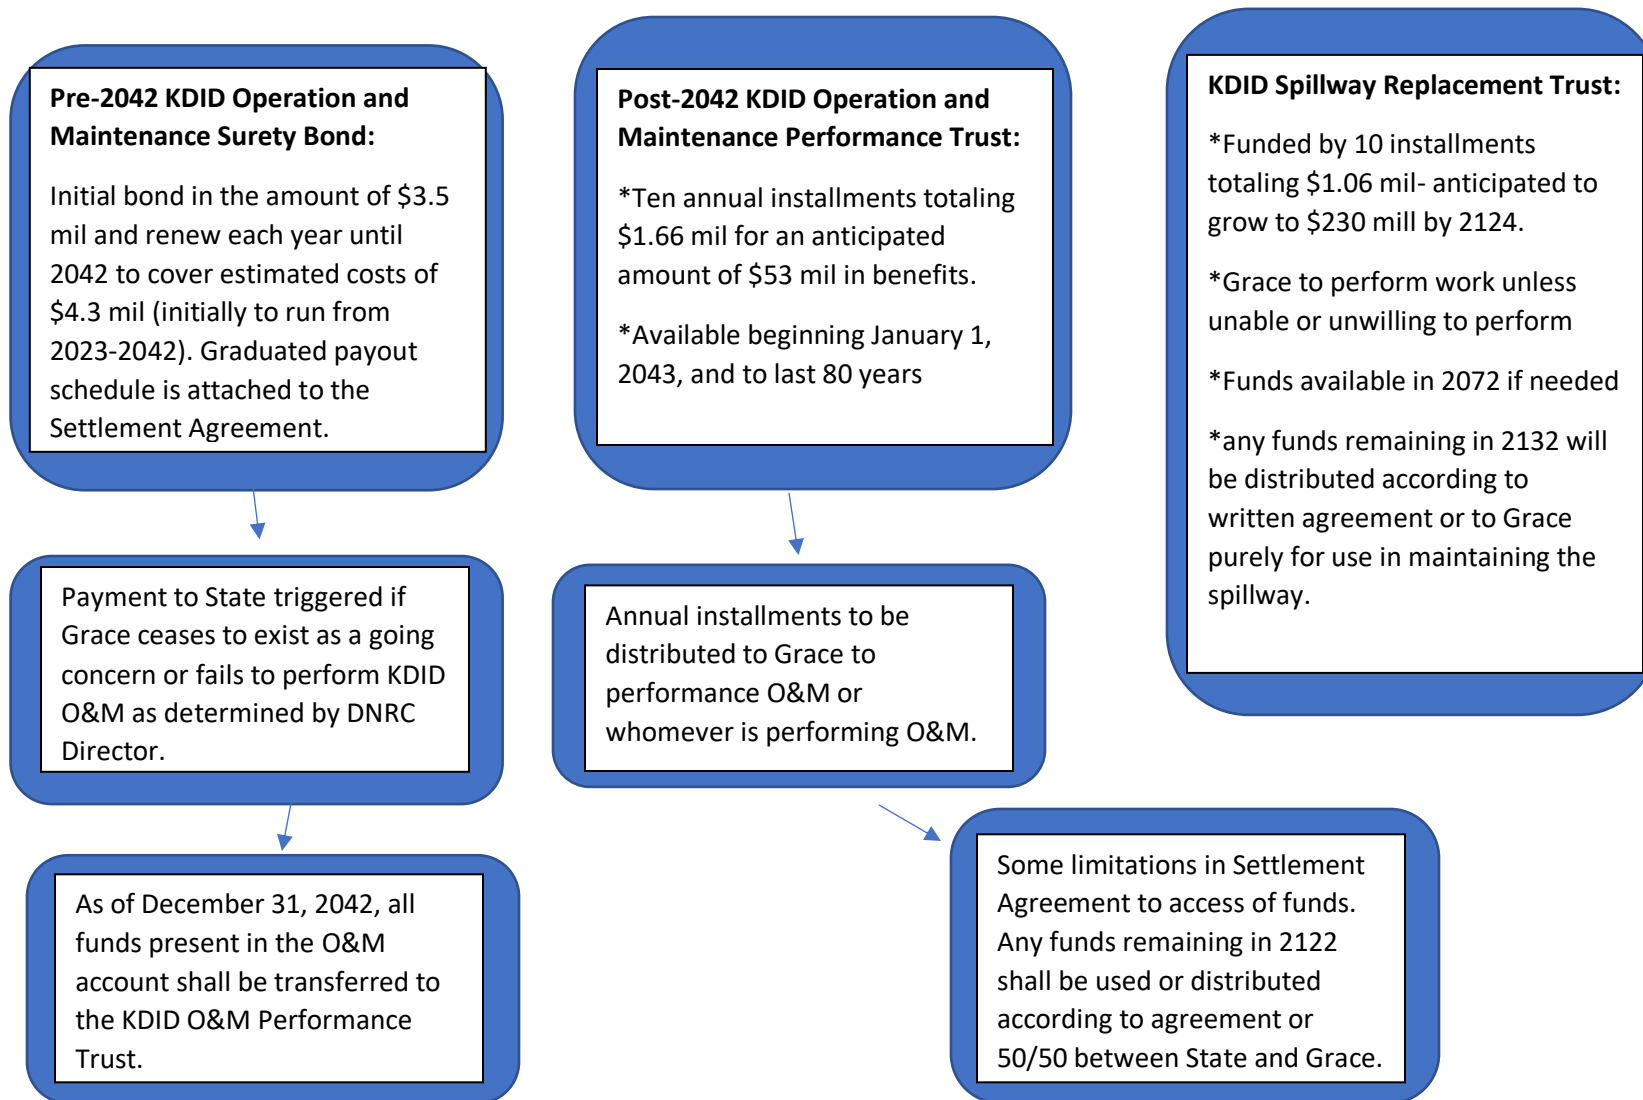 Pre-2042 KDID Operation and
Maintenance Surety Bond:
Initial bond in the amount of $3.5
mil and renew each year until
2042 to cover estimated costs of
$4.3 mil (initially to run from
2023-2042). Graduated payout
schedule is attached to the
Settlement Agreement.
Payment to State triggered if
Grace ceases to exist as a going
concern or fails to perform KDID
O&M as determined by DNRC
Director.
As of December 31, 2042, all
funds present in the O&M
account shall be transferred to
the KDID O&M Performance
Trust.
Post-2042 KDID Operation and
Maintenance Performance Trust:
*Ten annual installments totaling
$1.66 mil for an anticipated
amount of $53 mil in benefits.
*Available beginning January 1,
2043, and to last 80 years
Annual installments to be
distributed to Grace to
performance O&M or
whomever is performing O&M.
Some limitations in Settlement
Agreement to access of funds.
Any funds remaining in 2122
shall be used or distributed
according to agreement or
50/50 between State and Grace.
KDID Spillway Replacement Trust:
*Funded by 10 installments
totaling $1.06 mil- anticipated to
grow to $230 mill by 2124.
*Grace to perform work unless
unable or unwilling to perform
*Funds available in 2072 if needed
*any funds remaining in 2132 will
be distributed according to
written agreement or to Grace
purely for use in maintaining the
spillway.